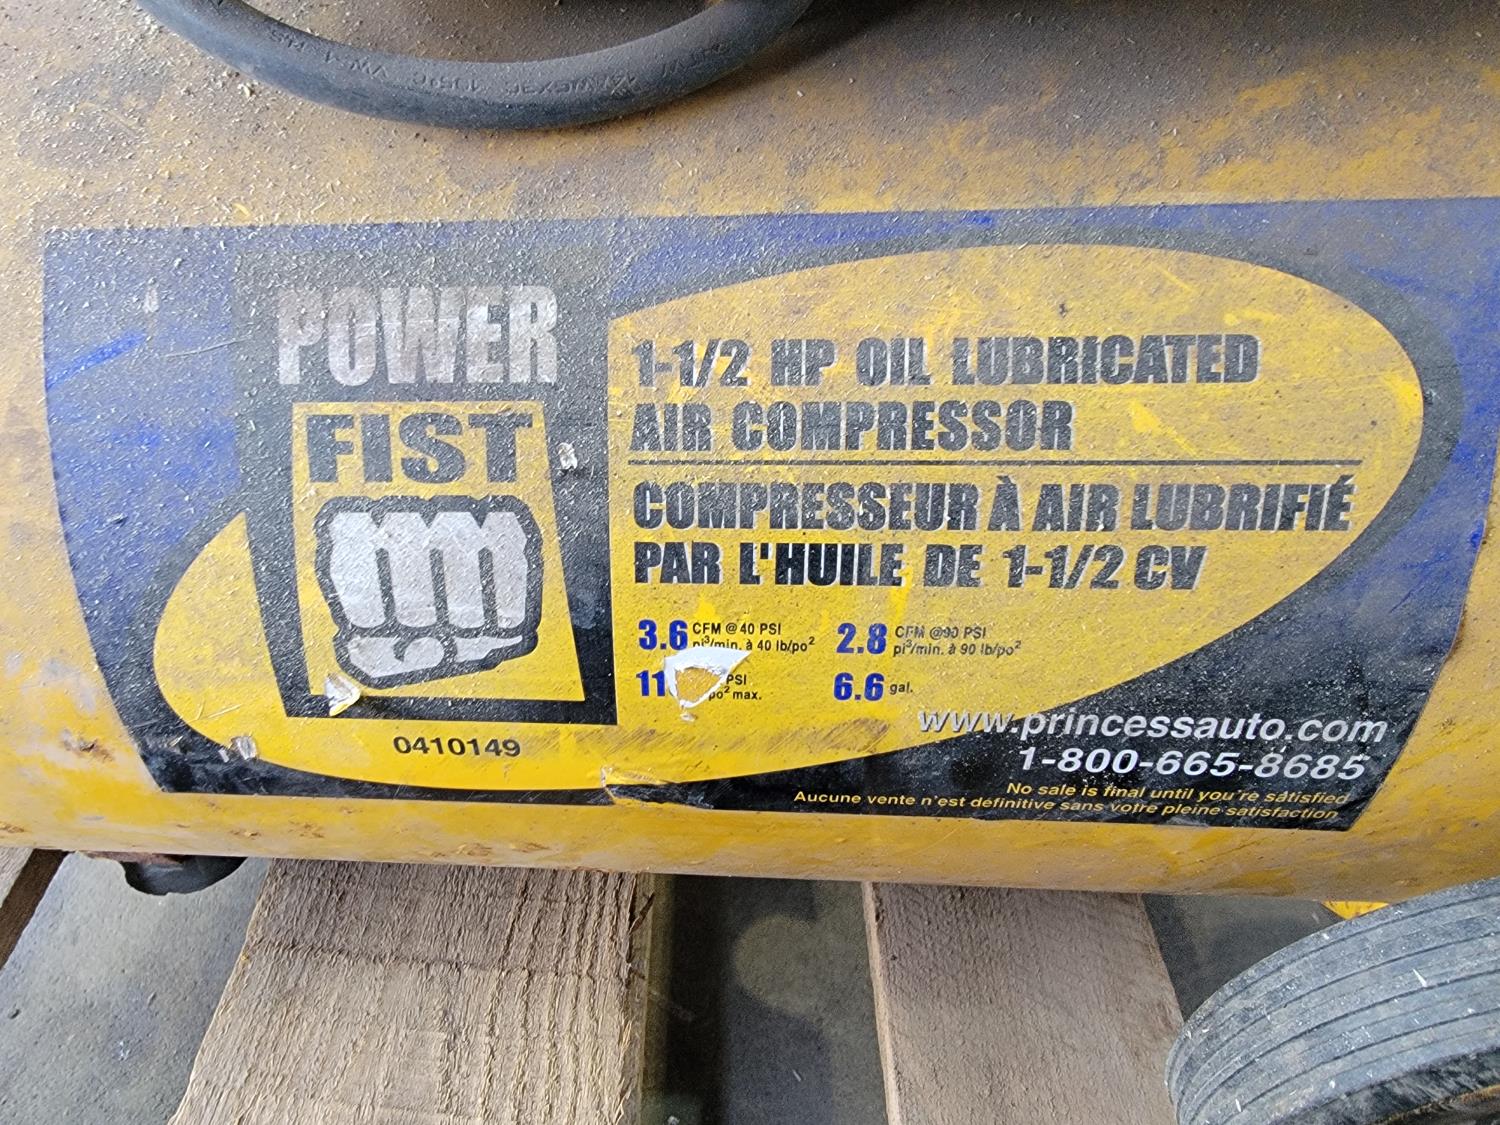 POWER
FIST
1-1/2 HP OIL LUBRICATED
AIR COMPRESSOR
COMPRESSEUR À AIR LUBRIFIÉ
PAR L'HUILE DE 1-1/2 CV
3.6 CFM @ 40 PSI
pi³/min. à 40 lb/po²
2.8 CFM @90 PSI
pi³/min. à 90 lb/po²
PSI
po² max.
6.6 gal.
0410149
www.princessauto.com
1-800-665-8685
No sale is final until you're satisfied
Aucune vente n'est définitive sans votre pleine satisfaction